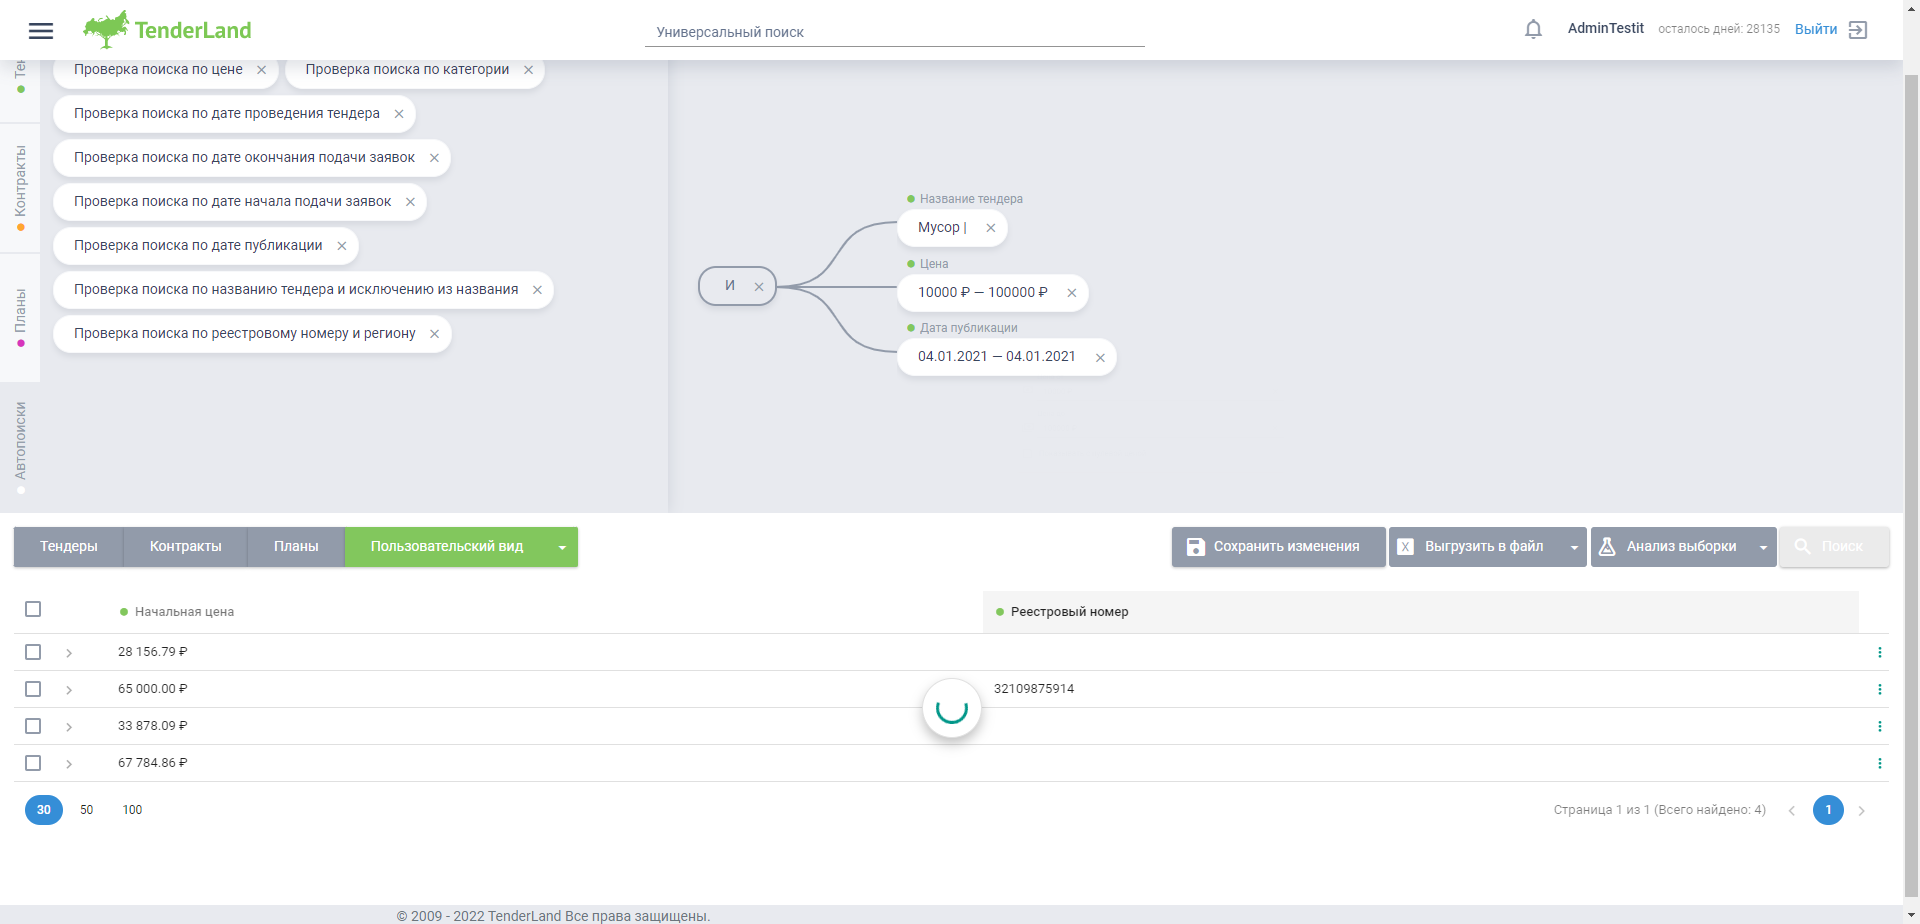 TenderLand
Универсальный поиск
AdminTestit
осталось дней: 28135
Выйти
Проверка поиска по цене
Проверка поиска по категории
Проверка поиска по дате проведения тендера
Проверка поиска по дате окончания подачи заявок
Проверка поиска по дате начала подачи заявок
Проверка поиска по дате публикации
Проверка поиска по названию тендера и исключению из названия
Проверка поиска по реестровому номеру и региону
Контракты
Планы
Автопоиски
И
Название тендера
Мусор |
Цена
10000 ₽ — 100000 ₽
Дата публикации
04.01.2021 — 04.01.2021
Тендеры
Контракты
Планы
Пользовательский вид
Сохранить изменения
X Выгрузить в файл
Анализ выборки
Поиск
Начальная цена
Реестровый номер
28 156.79 ₽
65 000.00 ₽
32109875914
33 878.09 ₽
67 784.86 ₽
30 50 100
Страница 1 из 1 (Всего найдено: 4)
1
© 2009 - 2022 TenderLand Все права защищены.